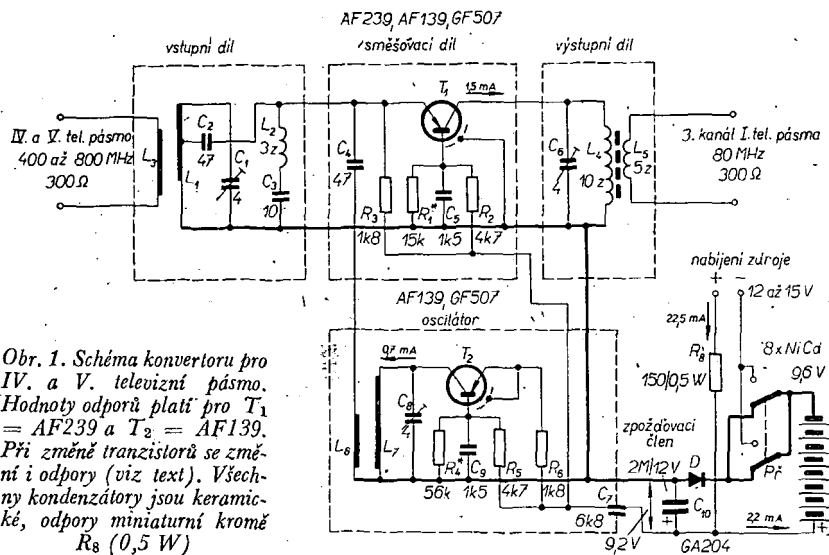 AF239, AF139, GF507
vstupní díl
směšovací díl
výstupní díl
T1
1,5 mA
C2
47
L2
3z
C1
4
C3
10
L3
L1
IV. a V. tel. pásmo
400 až 800 MHz
300 Ω
C4
47
R3
1k8
R1*
15k
C5
1k5
R2
4k7
C6
4
L4
10z
L5
5z
3. kanál I. tel. pásma
80 MHz
300 Ω
AF139, GF507
oscilátor
0,7 mA
T2
C8
4
L6
L7
R4*
56k
C9
1k5
R5
4k7
R6
1k8
C7
6k8
9,2V
zpožďovací
člen
2M/12V
D
C10
+
GA204
nabíjení zdroje
+ −
12 až 15 V
22,5 mA
R8
150/0,5 W
8x NiCd
9,6 V
−
Př
2,2 mA
+
Obr. 1. Schéma konvertoru pro
IV. a V. televizní pásmo.
Hodnoty odporů platí pro T1
= AF239 a T2 = AF139.
Při změně tranzistorů se změ-
ní i odpory (viz text). Všech-
ny kondenzátory jsou keramic-
ké, odpory miniaturní kromě
R8 (0,5 W)